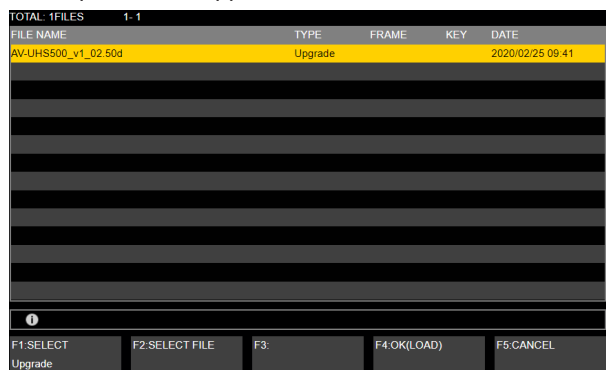 TOTAL: 1FILES 1- 1
FILE NAME TYPE FRAME KEY DATE
AV-UHS500_v1_02.50d Upgrade 2020/02/25 09:41
F1:SELECT F2:SELECT FILE F3: F4:OK(LOAD) F5:CANCEL
Upgrade